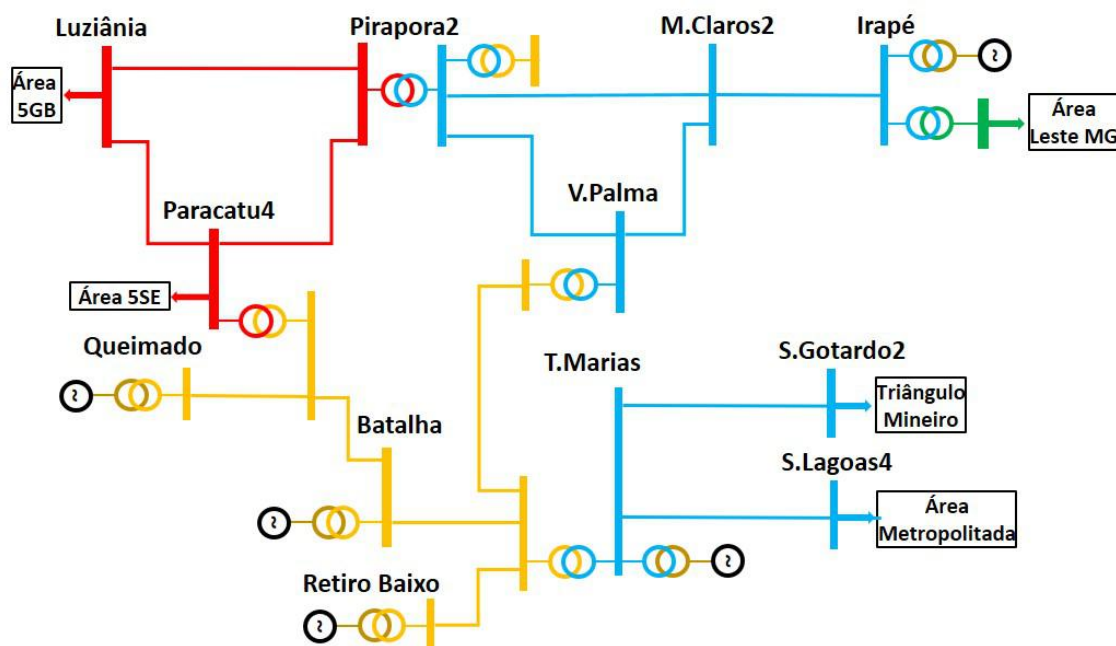 Luziânia
Pirapora2
M.Claros2
Irapé
Área
5GB
Área
Leste MG
Paracatu4
V.Palma
Área 5SE
Queimado
T.Marias
S.Gotardo2
Triângulo
Mineiro
Batalha
S.Lagoas4
Área
Metropolitada
Retiro Baixo